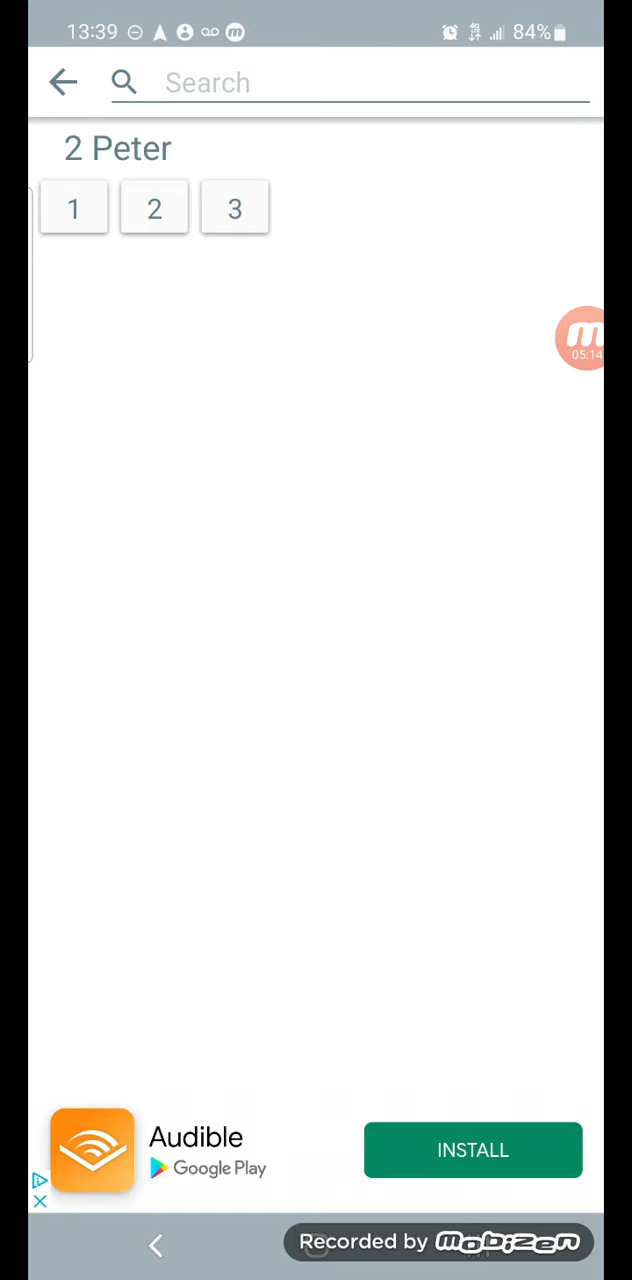 13:39 84%
Search
2 Peter
1 2 3
m
05:14
Audible
Google Play
INSTALL
Recorded by mobizen